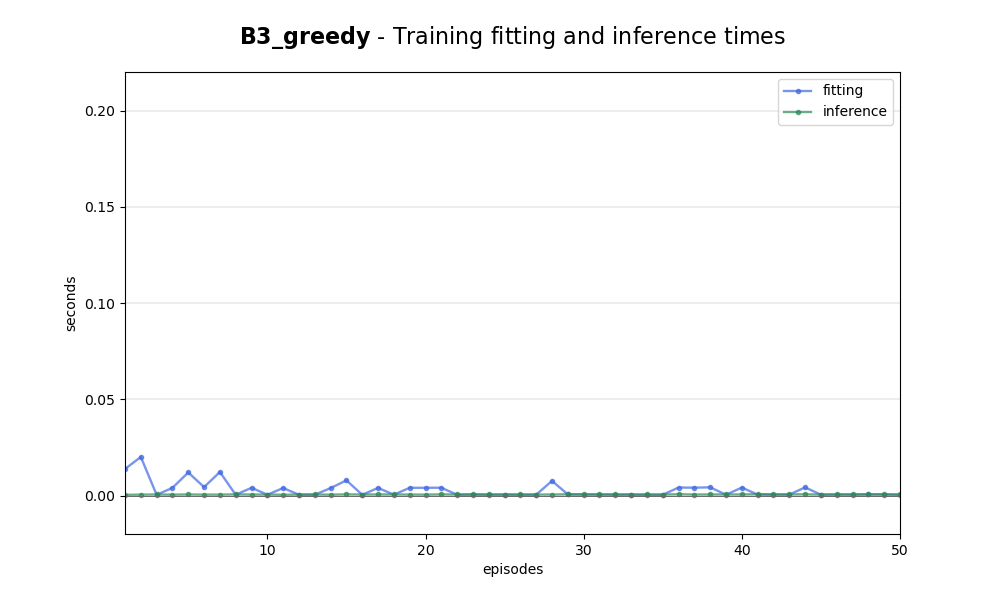 B3_greedy - Training fitting and inference times
fitting
inference
0.20
0.15
0.10
0.05
0.00
seconds
10
20
30
40
50
episodes